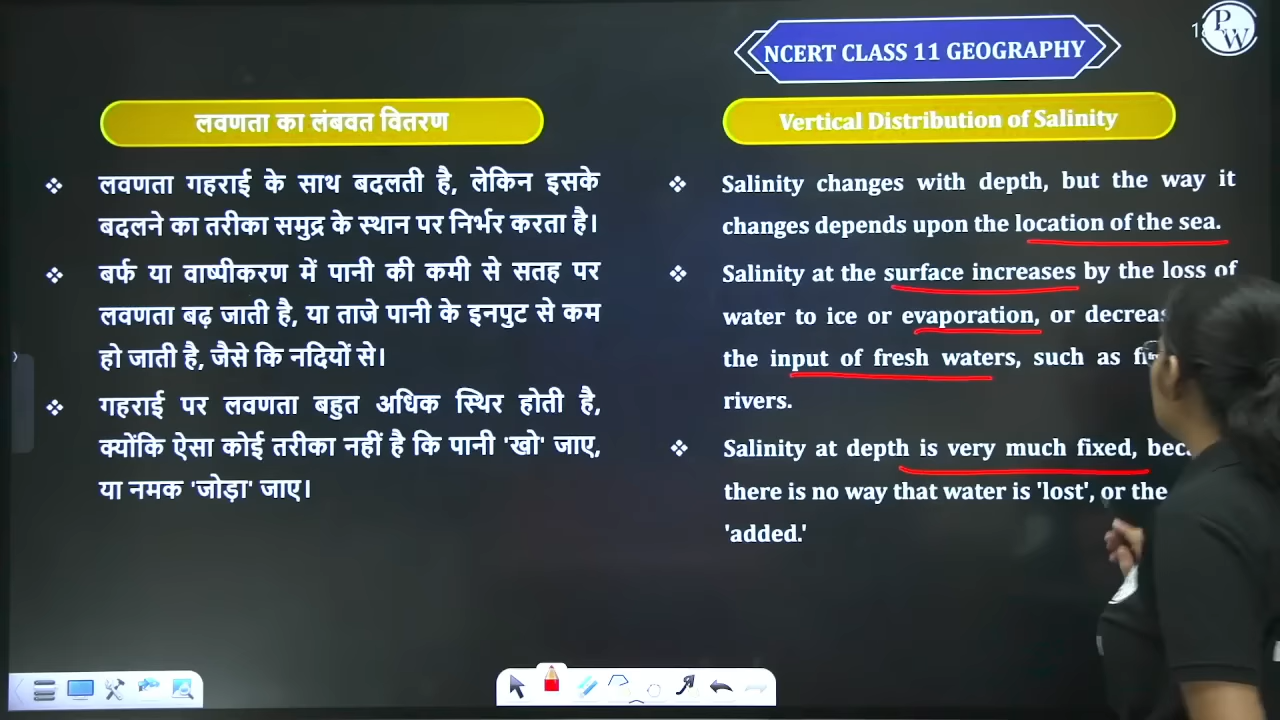 NCERT CLASS 11 GEOGRAPHY
PW
लवणता का लंबवत वितरण
लवणता गहराई के साथ बदलती है, लेकिन इसके
बदलने का तरीका समुद्र के स्थान पर निर्भर करता है।
बर्फ या वाष्पीकरण में पानी की कमी से सतह पर
लवणता बढ़ जाती है, या ताजे पानी के इनपुट से कम
हो जाती है, जैसे कि नदियों से।
गहराई पर लवणता बहुत अधिक स्थिर होती है,
क्योंकि ऐसा कोई तरीका नहीं है कि पानी 'खो' जाए,
या नमक 'जोड़ा' जाए।
Vertical Distribution of Salinity
Salinity changes with depth, but the way it
changes depends upon the location of the sea.
Salinity at the surface increases by the loss of
water to ice or evaporation, or
the input of fresh waters, such as
rivers.
Salinity at depth is very much fixed,
there is no way that water is 'lost', or the
'added.'